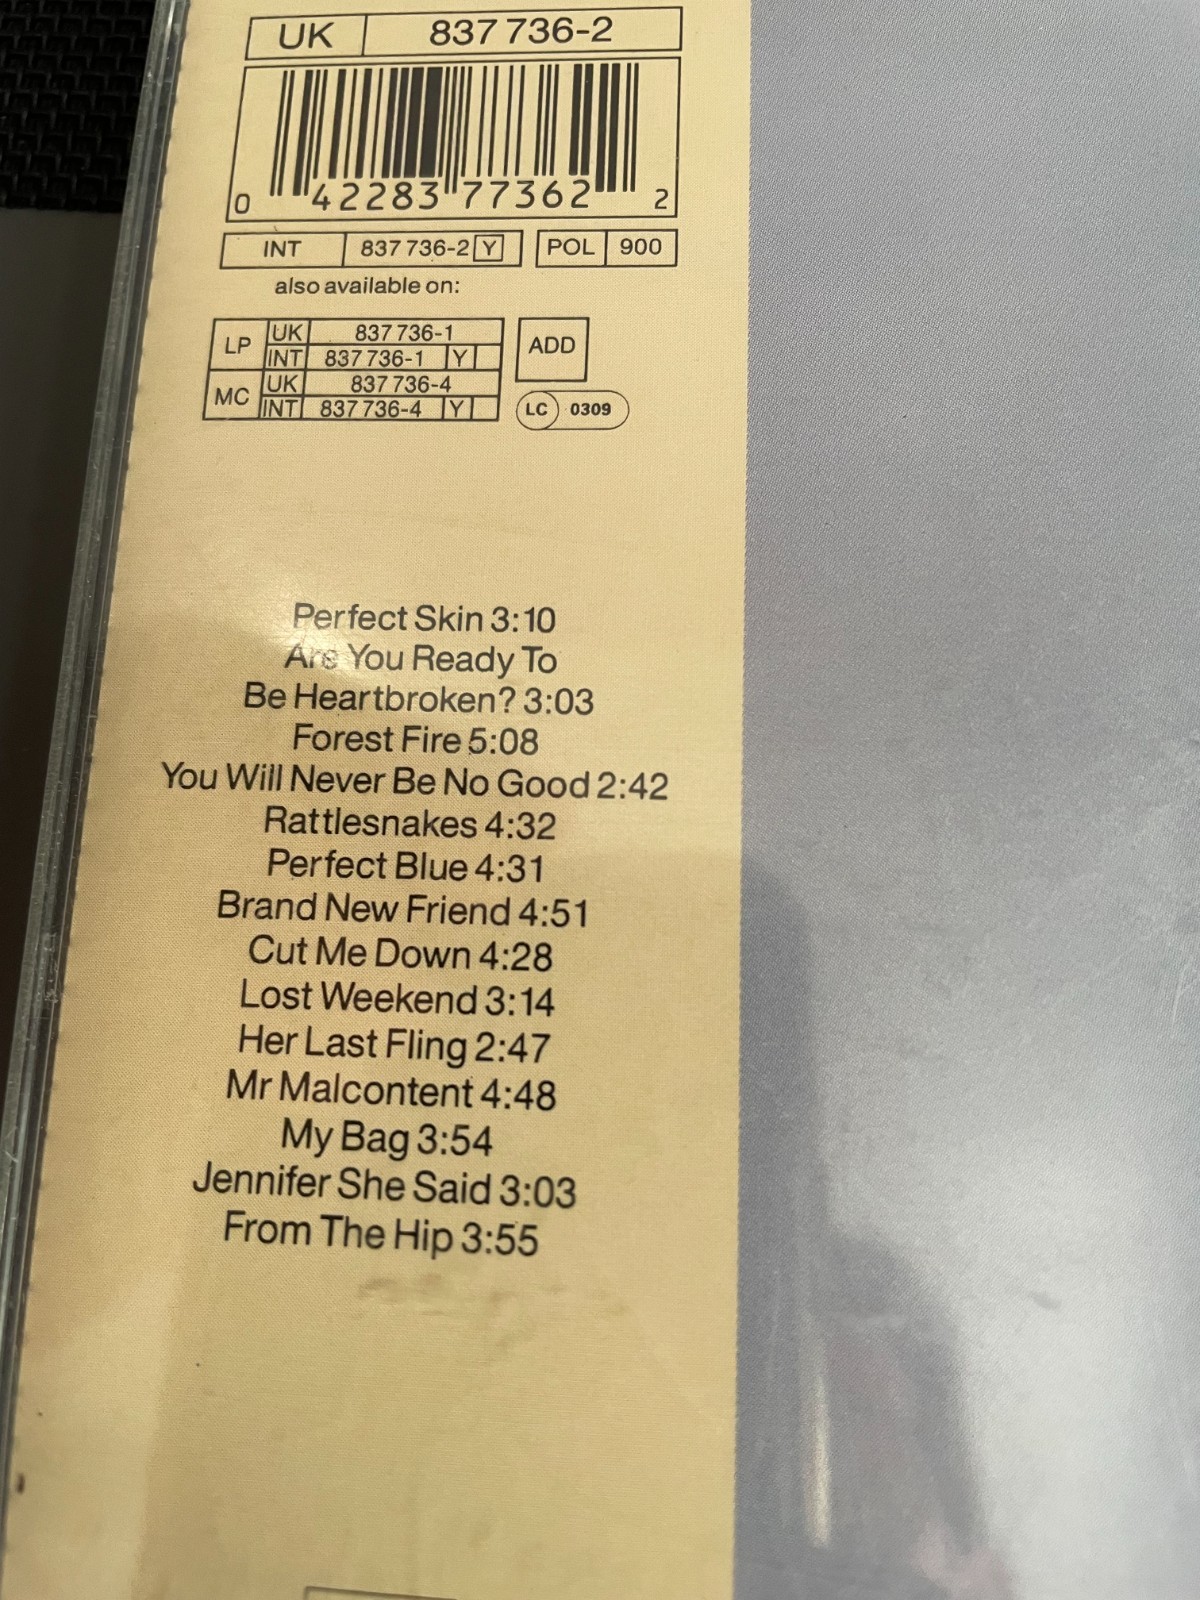 UK 837 736-2
0 42283 77362 2
INT 837 736-2 Y POL 900
also available on:
LP UK 837 736-1
INT 837 736-1 Y
ADD
MC UK 837 736-4
INT 837 736-4 Y
LC 0309
Perfect Skin 3:10
Are You Ready To
Be Heartbroken? 3:03
Forest Fire 5:08
You Will Never Be No Good 2:42
Rattlesnakes 4:32
Perfect Blue 4:31
Brand New Friend 4:51
Cut Me Down 4:28
Lost Weekend 3:14
Her Last Fling 2:47
Mr Malcontent 4:48
My Bag 3:54
Jennifer She Said 3:03
From The Hip 3:55